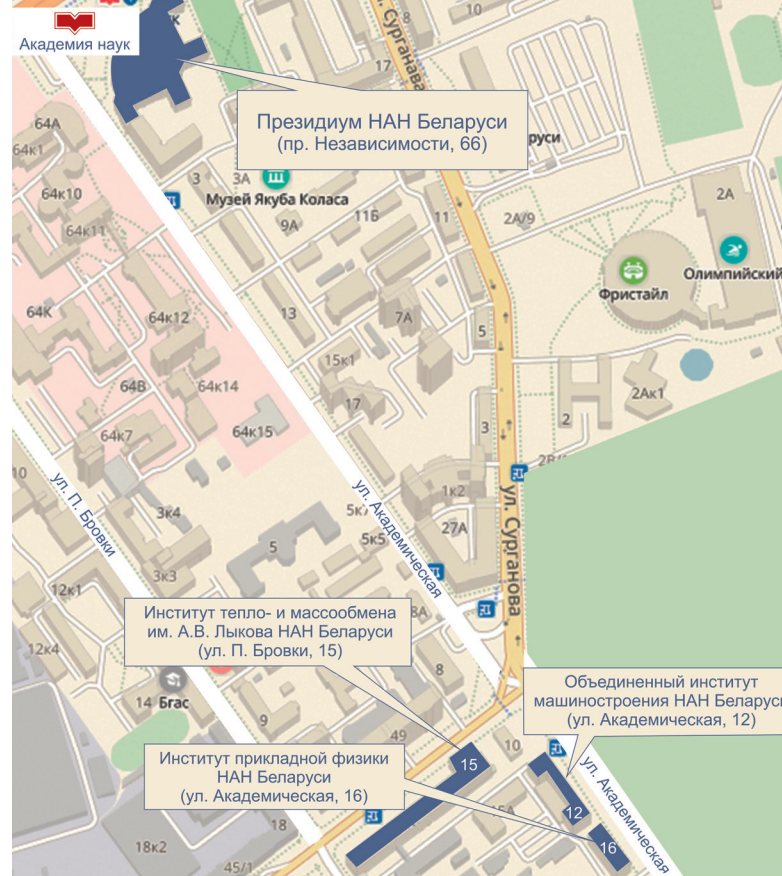 Академия наук
ул. Сурганава
8
10
17
Президиум НАН Беларуси
(пр. Независимости, 66)
руси
64А
64к1
3
3А
Музей Якуба Коласа
64к10
9А
11Б
11
2А/9
2А
64к11
Олимпийский
Фристайл
64К
64к12
13
7А
5
15к1
64В
64к14
17
2Ак1
64к7
64к15
3
2
10
ул. П. Бровки
ул. Академическая
1к2
ул. Сурганова
3к4
5к7
27А
5
5к5
3к3
12к1
Институт тепло- и массообмена
им. А.В. Лыкова НАН Беларуси
(ул. П. Бровки, 15)
8А
12к4
8
14
Бгас
9
Объединенный институт
машиностроения НАН Беларуси
(ул. Академическая, 12)
49
10
Институт прикладной физики
НАН Беларуси
(ул. Академическая, 16)
15
ул. Академическая
15А
12
18
16
18к2
45/1